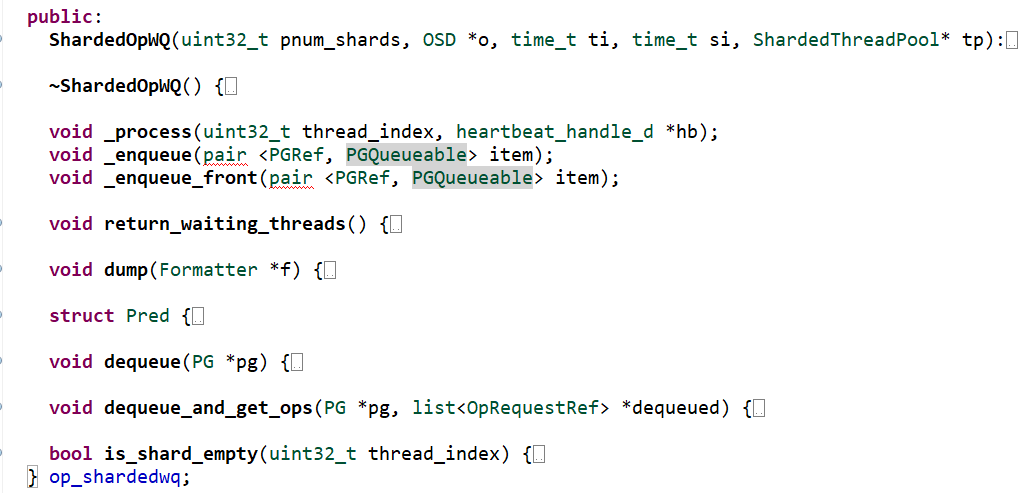 public:
ShardedOpWQ(uint32_t pnum_shards, OSD *o, time_t ti, time_t si, ShardedThreadPool* tp):
~ShardedOpWQ() {
void _process(uint32_t thread_index, heartbeat_handle_d *hb);
void _enqueue(pair <PGRef, PGQueueable> item);
void _enqueue_front(pair <PGRef, PGQueueable> item);
void return_waiting_threads() {
void dump(Formatter *f) {
struct Pred {
void dequeue(PG *pg) {
void dequeue_and_get_ops(PG *pg, list<OpRequestRef> *dequeued) {
bool is_shard_empty(uint32_t thread_index) {
} op_shardedwq;